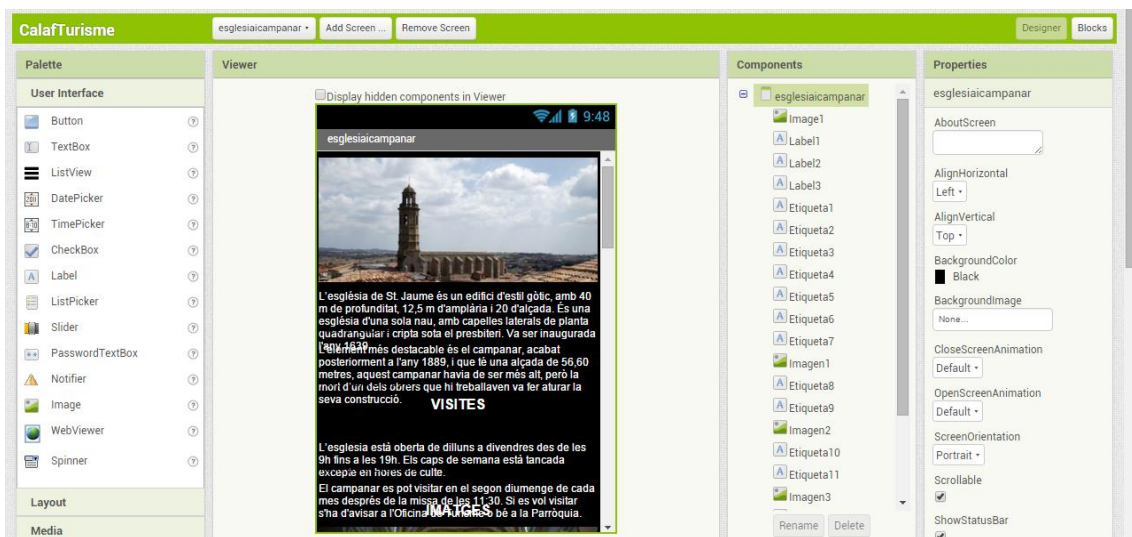 CalafTurisme
esglesiaicampanar
Add Screen ...
Remove Screen
Designer
Blocks
Palette
User Interface
Button
TextBox
ListView
DatePicker
TimePicker
CheckBox
Label
ListPicker
Slider
PasswordTextBox
Notifier
Image
WebViewer
Spinner
Layout
Media
Viewer
Display hidden components in Viewer
9:48
esglesiaicampanar
L'església de St. Jaume és un edifici d'estil gòtic, amb 40
m de profunditat, 12,5 m d'amplària i 20 d'alçada. És una
església d'una sola nau, amb capelles laterals de planta
quadrangular i cripta sota el presbiteri. Va ser inaugurada
l'any 1639.
L'element més destacable és el campanar, acabat
posteriorment a l'any 1889, i que tè una alçada de 56,60
metres, aquest campanar havia de ser més alt, però la
mort d'un dels obrers que hi treballaven va fer aturar la
seva construcció.
VISITES
L'esglesia està oberta de dilluns a divendres des de les
9h fins a les 19h. Els caps de semana està tancada
excepte en hores de culte.
El campanar es pot visitar en el segon diumenge de cada
mes després de la missa de les 11:30. Si es vol visitar
s'ha d'avisar a l'Oficina de Turisme o bé a la Parròquia.
IMATGES
Components
esglesiaicampanar
Image1
Label1
Label2
Label3
Etiqueta1
Etiqueta2
Etiqueta3
Etiqueta4
Etiqueta5
Etiqueta6
Etiqueta7
Imagen1
Etiqueta8
Etiqueta9
Imagen2
Etiqueta10
Etiqueta11
Imagen3
Rename
Delete
Properties
esglesiaicampanar
AboutScreen
AlignHorizontal
Left
AlignVertical
Top
BackgroundColor
Black
BackgroundImage
None...
CloseScreenAnimation
Default
OpenScreenAnimation
Default
ScreenOrientation
Portrait
Scrollable
ShowStatusBar